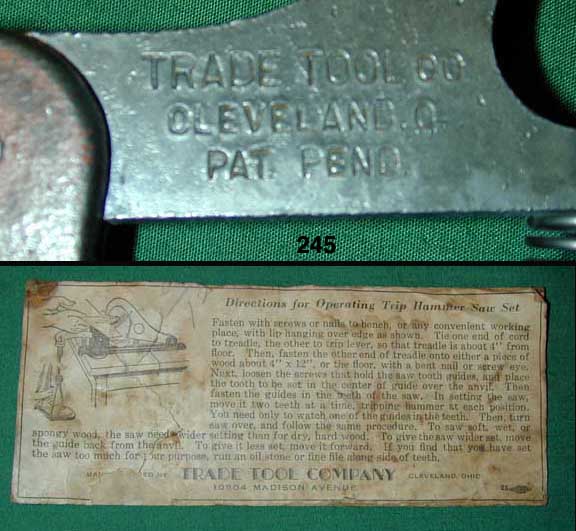 TRADE TOOL CO
CLEVELAND. O.
PAT. PEND.
245
Directions for Operating Trip Hammer Saw Set
Fasten with screws or nails to bench, or any convenient working
place, with lip hanging over edge as shown. Tie one end of cord
to treadle, the other to trip lever, so that treadle is about 4" from
floor. Then, fasten the other end of treadle onto either a piece of
wood about 4" x 12", or the floor, with a bent nail or screw eye.
Next, loosen the screws that hold the saw tooth guides, and place
the tooth to be set in the center of guide over the anvil. Then
fasten the guides in the teeth of the saw. In setting the saw,
move it two teeth at a time, tripping hammer at each position.
You need only to watch one of the guides in the teeth. Then, turn
saw over, and follow the same procedure. To saw soft, wet, or
spongy wood, the saw needs wider setting than for dry, hard wood. To give the saw wider set, move
the guide back from the anvil. To give it less set, move it forward. If you find that you have set
the saw too much for your purpose, run an oil stone or fine file along side of teeth.
MANUFACTURED BY TRADE TOOL COMPANY CLEVELAND, OHIO
10904 MADISON AVENUE